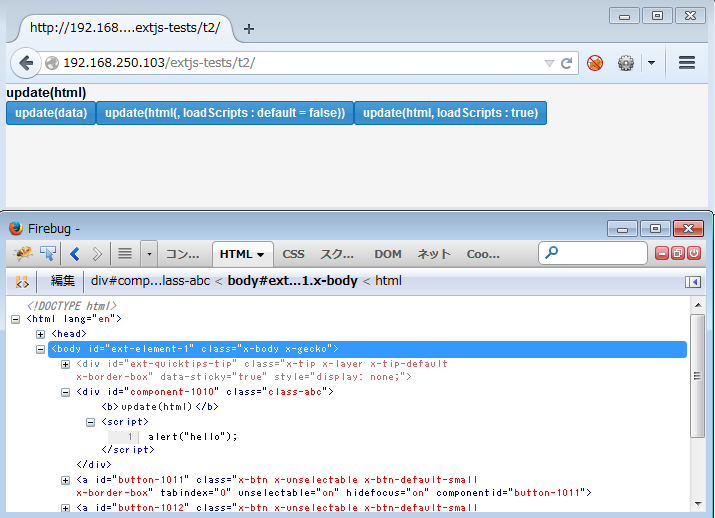 http://192.168....extjs-tests/t2/
192.168.250.103/extjs-tests/t2/
update(html)
update(data) update(html(, loadScripts : default = false)) update(html, loadScripts : true)
Firebug -
コン... HTML CSS スク... DOM ネット Coo...
編集 div#comp...lass-abc < body#ext...1.x-body < html
<!DOCTYPE html>
<html lang="en">
<head>
<body id="ext-element-1" class="x-body x-gecko">
<div id="ext-quicktips-tip" class="x-tip x-layer x-tip-default
x-border-box" data-sticky="true" style="display: none;">
<div id="component-1010" class="class-abc">
<b>update(html)</b>
<script>
1 alert("hello");
</script>
</div>
<a id="button-1011" class="x-btn x-unselectable x-btn-default-small
x-border-box" tabindex="0" unselectable="on" hidefocus="on" componentid="button-1011">
<a id="button-1012" class="x-btn x-unselectable x-btn-default-small